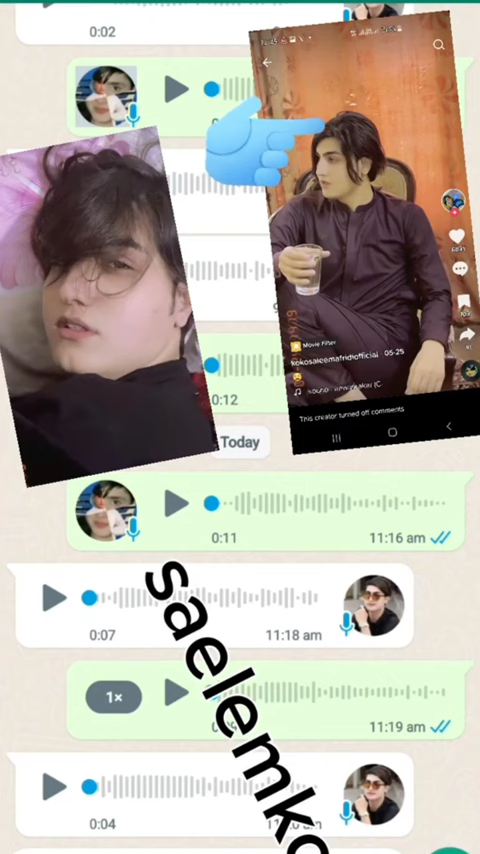 0:02
kokosaleemafridiofficial · 05-25
Movie Filter
This creator turned off comments
0:12
Today
0:11
11:16 am
0:07
11:18 am
1×
11:19 am
0:04
saelemko